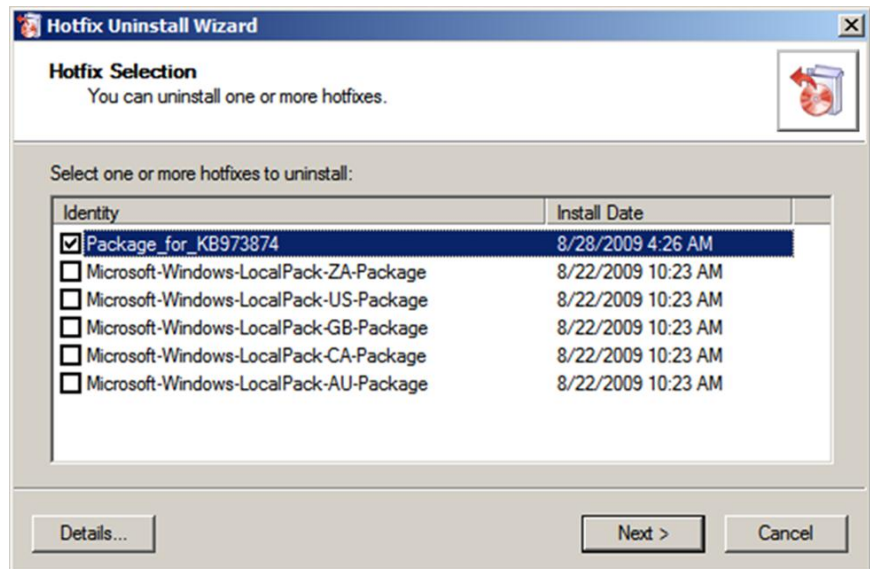 Hotfix Uninstall Wizard
Hotfix Selection
You can uninstall one or more hotfixes.
Select one or more hotfixes to uninstall:
Identity Install Date
Package_for_KB973874 8/28/2009 4:26 AM
Microsoft-Windows-LocalPack-ZA-Package 8/22/2009 10:23 AM
Microsoft-Windows-LocalPack-US-Package 8/22/2009 10:23 AM
Microsoft-Windows-LocalPack-GB-Package 8/22/2009 10:23 AM
Microsoft-Windows-LocalPack-CA-Package 8/22/2009 10:23 AM
Microsoft-Windows-LocalPack-AU-Package 8/22/2009 10:23 AM
Details... Next > Cancel